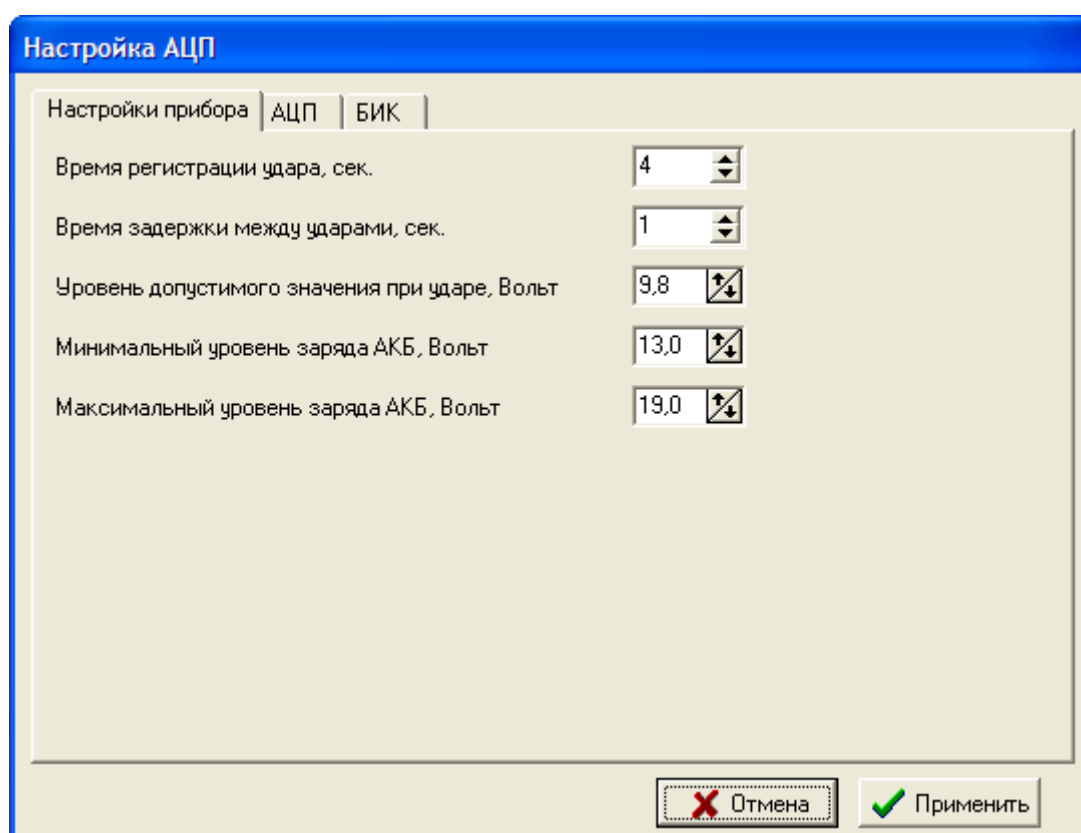 Настройка АЦП
Настройки прибора АЦП БИК
Время регистрации удара, сек. 4
Время задержки между ударами, сек. 1
Уровень допустимого значения при ударе, Вольт 9,8
Минимальный уровень заряда АКБ, Вольт 13,0
Максимальный уровень заряда АКБ, Вольт 19,0
Отмена Применить